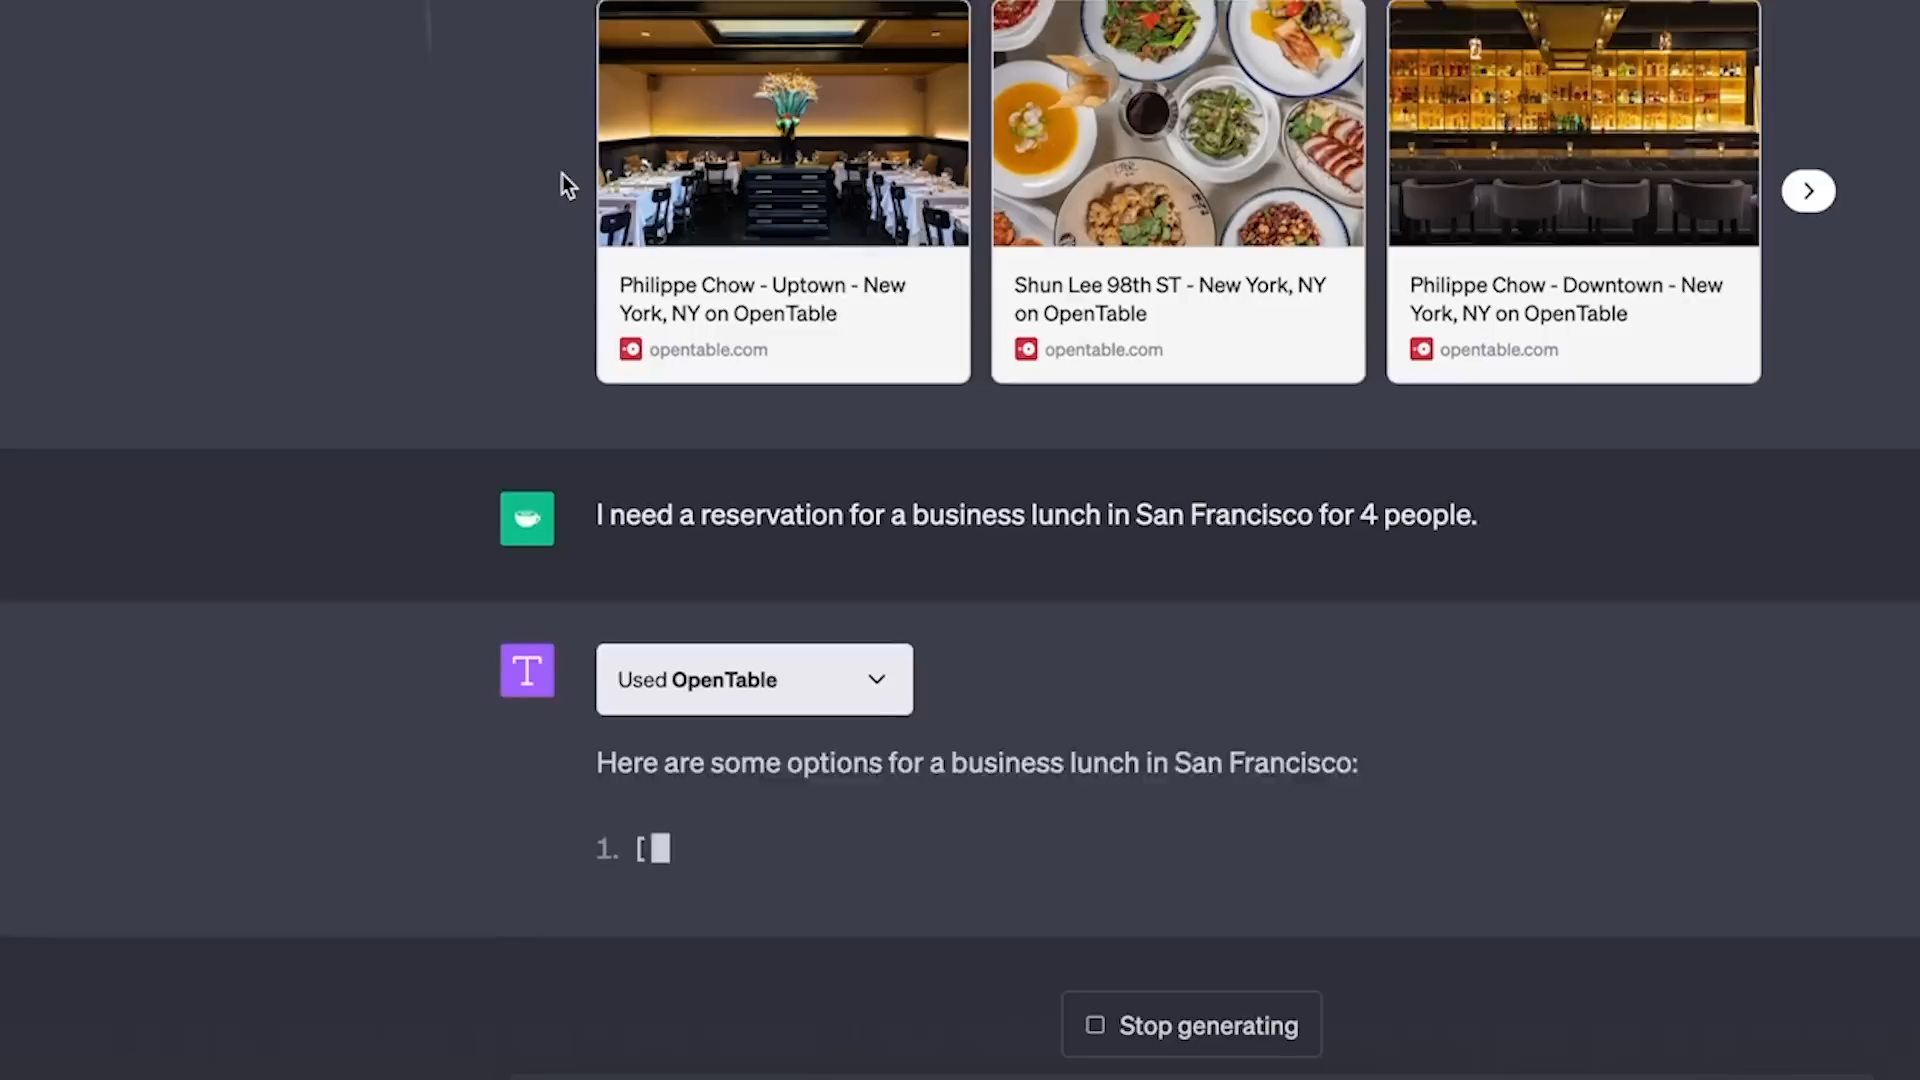 Philippe Chow - Uptown - New
York, NY on OpenTable
opentable.com
Shun Lee 98th ST - New York, NY
on OpenTable
opentable.com
Philippe Chow - Downtown - New
York, NY on OpenTable
opentable.com
I need a reservation for a business lunch in San Francisco for 4 people.
T
Used OpenTable
Here are some options for a business lunch in San Francisco:
1. [
Stop generating